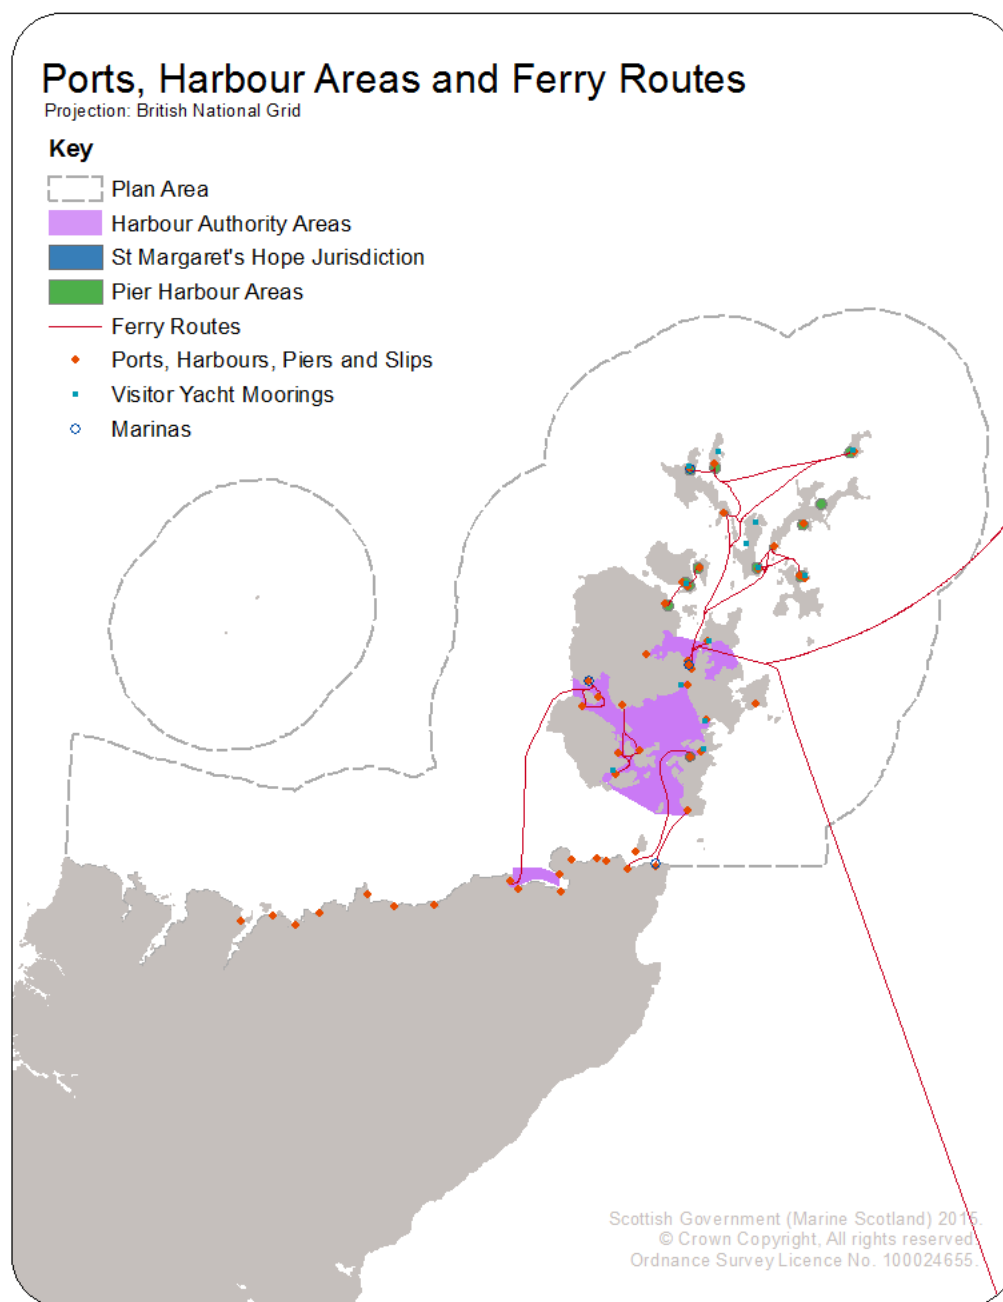 Ports, Harbour Areas and Ferry Routes
Projection: British National Grid
Key
Plan Area
Harbour Authority Areas
St Margaret's Hope Jurisdiction
Pier Harbour Areas
Ferry Routes
Ports, Harbours, Piers and Slips
Visitor Yacht Moorings
Marinas
Scottish Government (Marine Scotland) 2015.
© Crown Copyright, All rights reserved.
Ordnance Survey Licence No. 100024655.